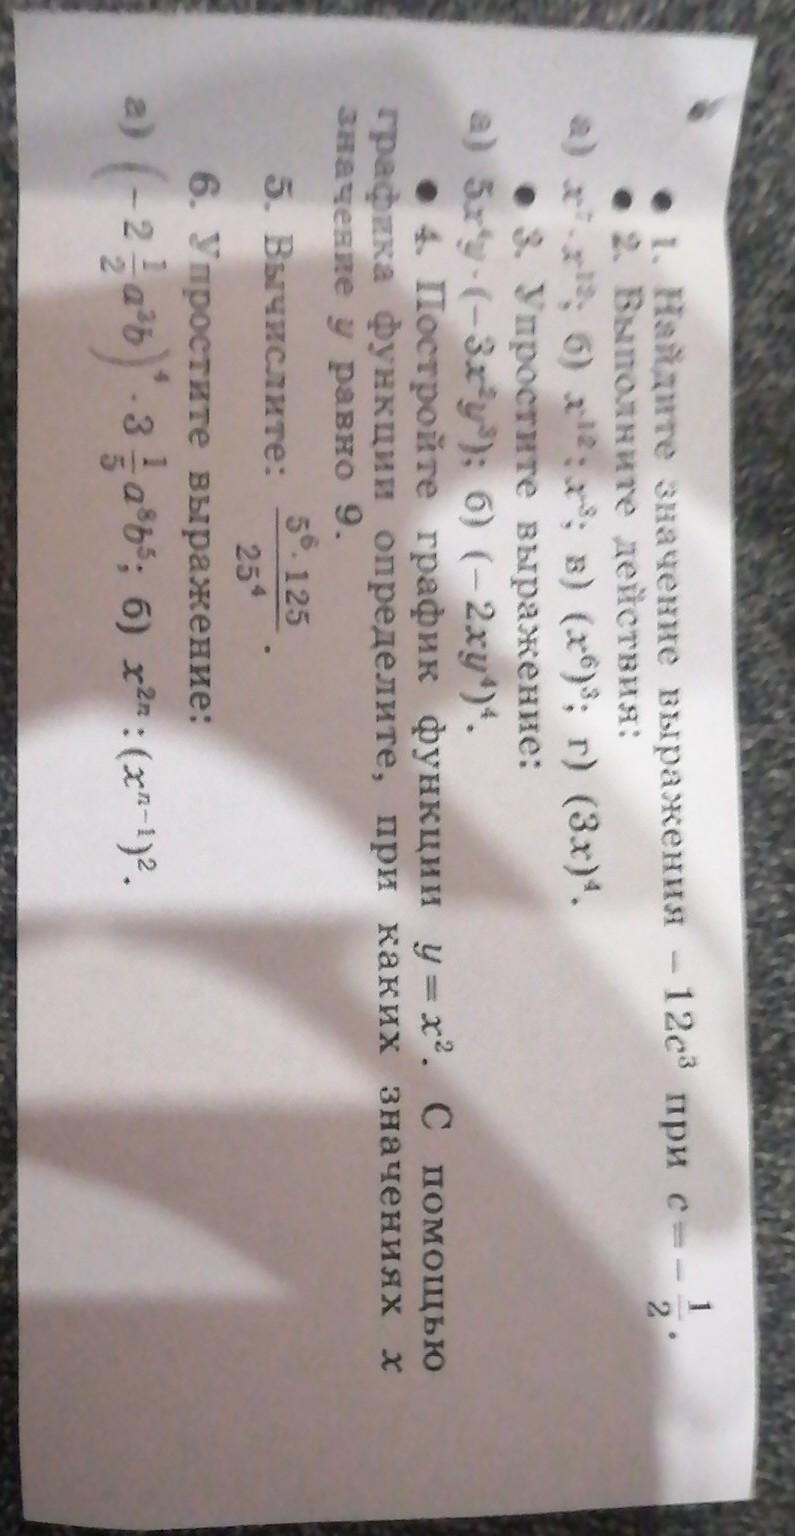 • 1. Найдите значение выражения −12c³ при c = −1/2.
• 2. Выполните действия:
а) x⁷ · x¹²; б) x¹² : x³; в) (x⁶)³; г) (3x)⁴.
• 3. Упростите выражение:
а) 5x⁴y · (−3x²y³); б) (−2xy⁴)⁴.
• 4. Постройте график функции y = x². С помощью
графика функции определите, при каких значениях x
значение y равно 9.
5. Вычислите: (5⁶ · 125)/25⁴.
6. Упростите выражение:
а) (−2 1/2 a³b)⁴ · 3 1/5 a⁸b⁵; б) x²ⁿ : (xⁿ⁻¹)².